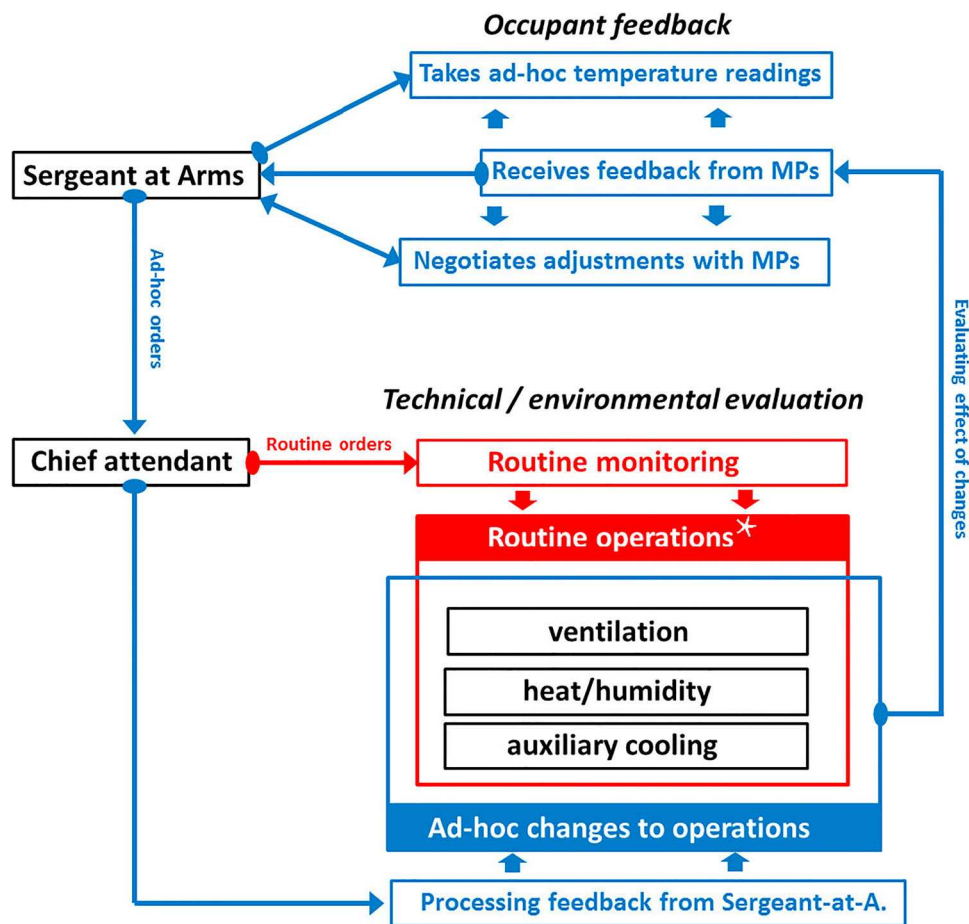 Occupant feedback
Takes ad-hoc temperature readings
Sergeant at Arms
Receives feedback from MPs
Negotiates adjustments with MPs
Ad-hoc orders
Evaluating effect of changes
Technical / environmental evaluation
Chief attendant
Routine orders
Routine monitoring
Routine operations*
ventilation
heat/humidity
auxiliary cooling
Ad-hoc changes to operations
Processing feedback from Sergeant-at-A.